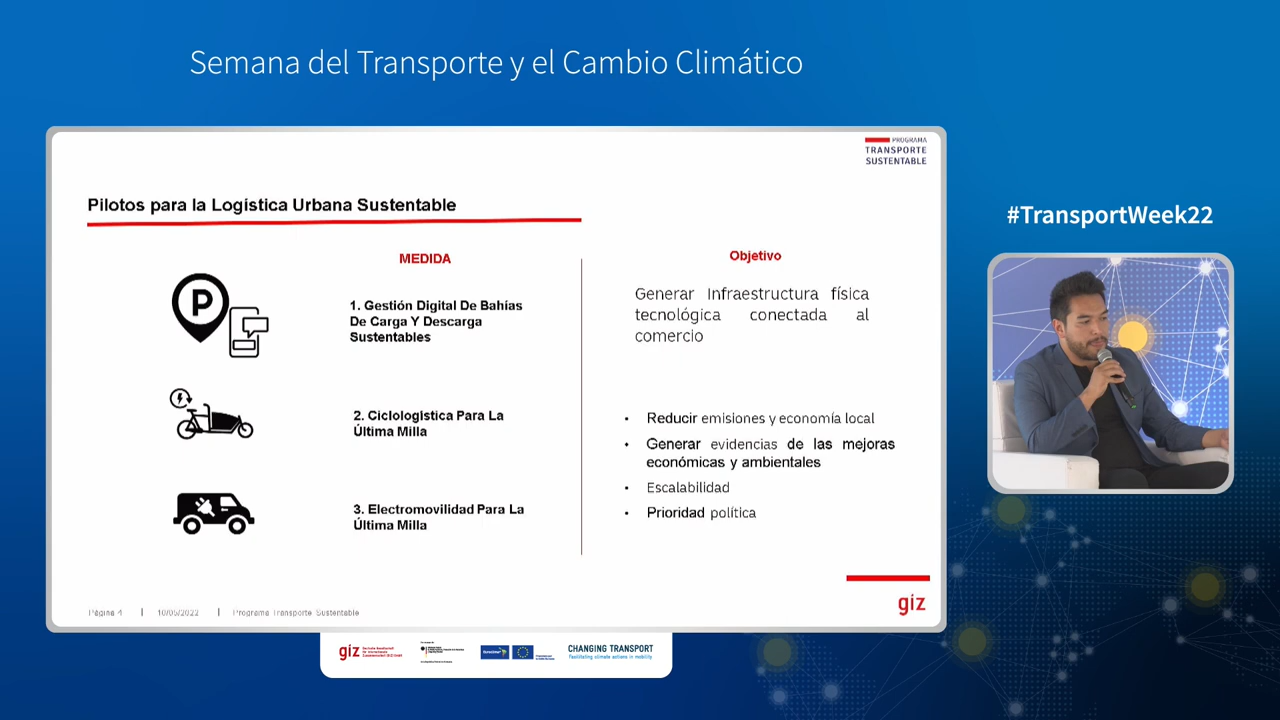 Semana del Transporte y el Cambio Climático
PROGRAMA
TRANSPORTE
SUSTENTABLE
Pilotos para la Logística Urbana Sustentable
MEDIDA
Objetivo
P
1. Gestión Digital De Bahías
De Carga Y Descarga
Sustentables
Generar Infraestructura física
tecnológica conectada al
comercio
2. Ciclologística Para La
Última Milla
• Reducir emisiones y economía local
• Generar evidencias de las mejoras
económicas y ambientales
• Escalabilidad
• Prioridad política
3. Electromovilidad Para La
Última Milla
Página 4 | 10/05/2022 | Programa Transporte Sustentable
giz
#TransportWeek22
giz
CHANGING TRANSPORT
Facilitating climate actions in mobility